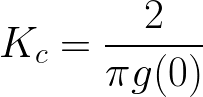 $K_c = \frac{2}{\pi g(0)}$